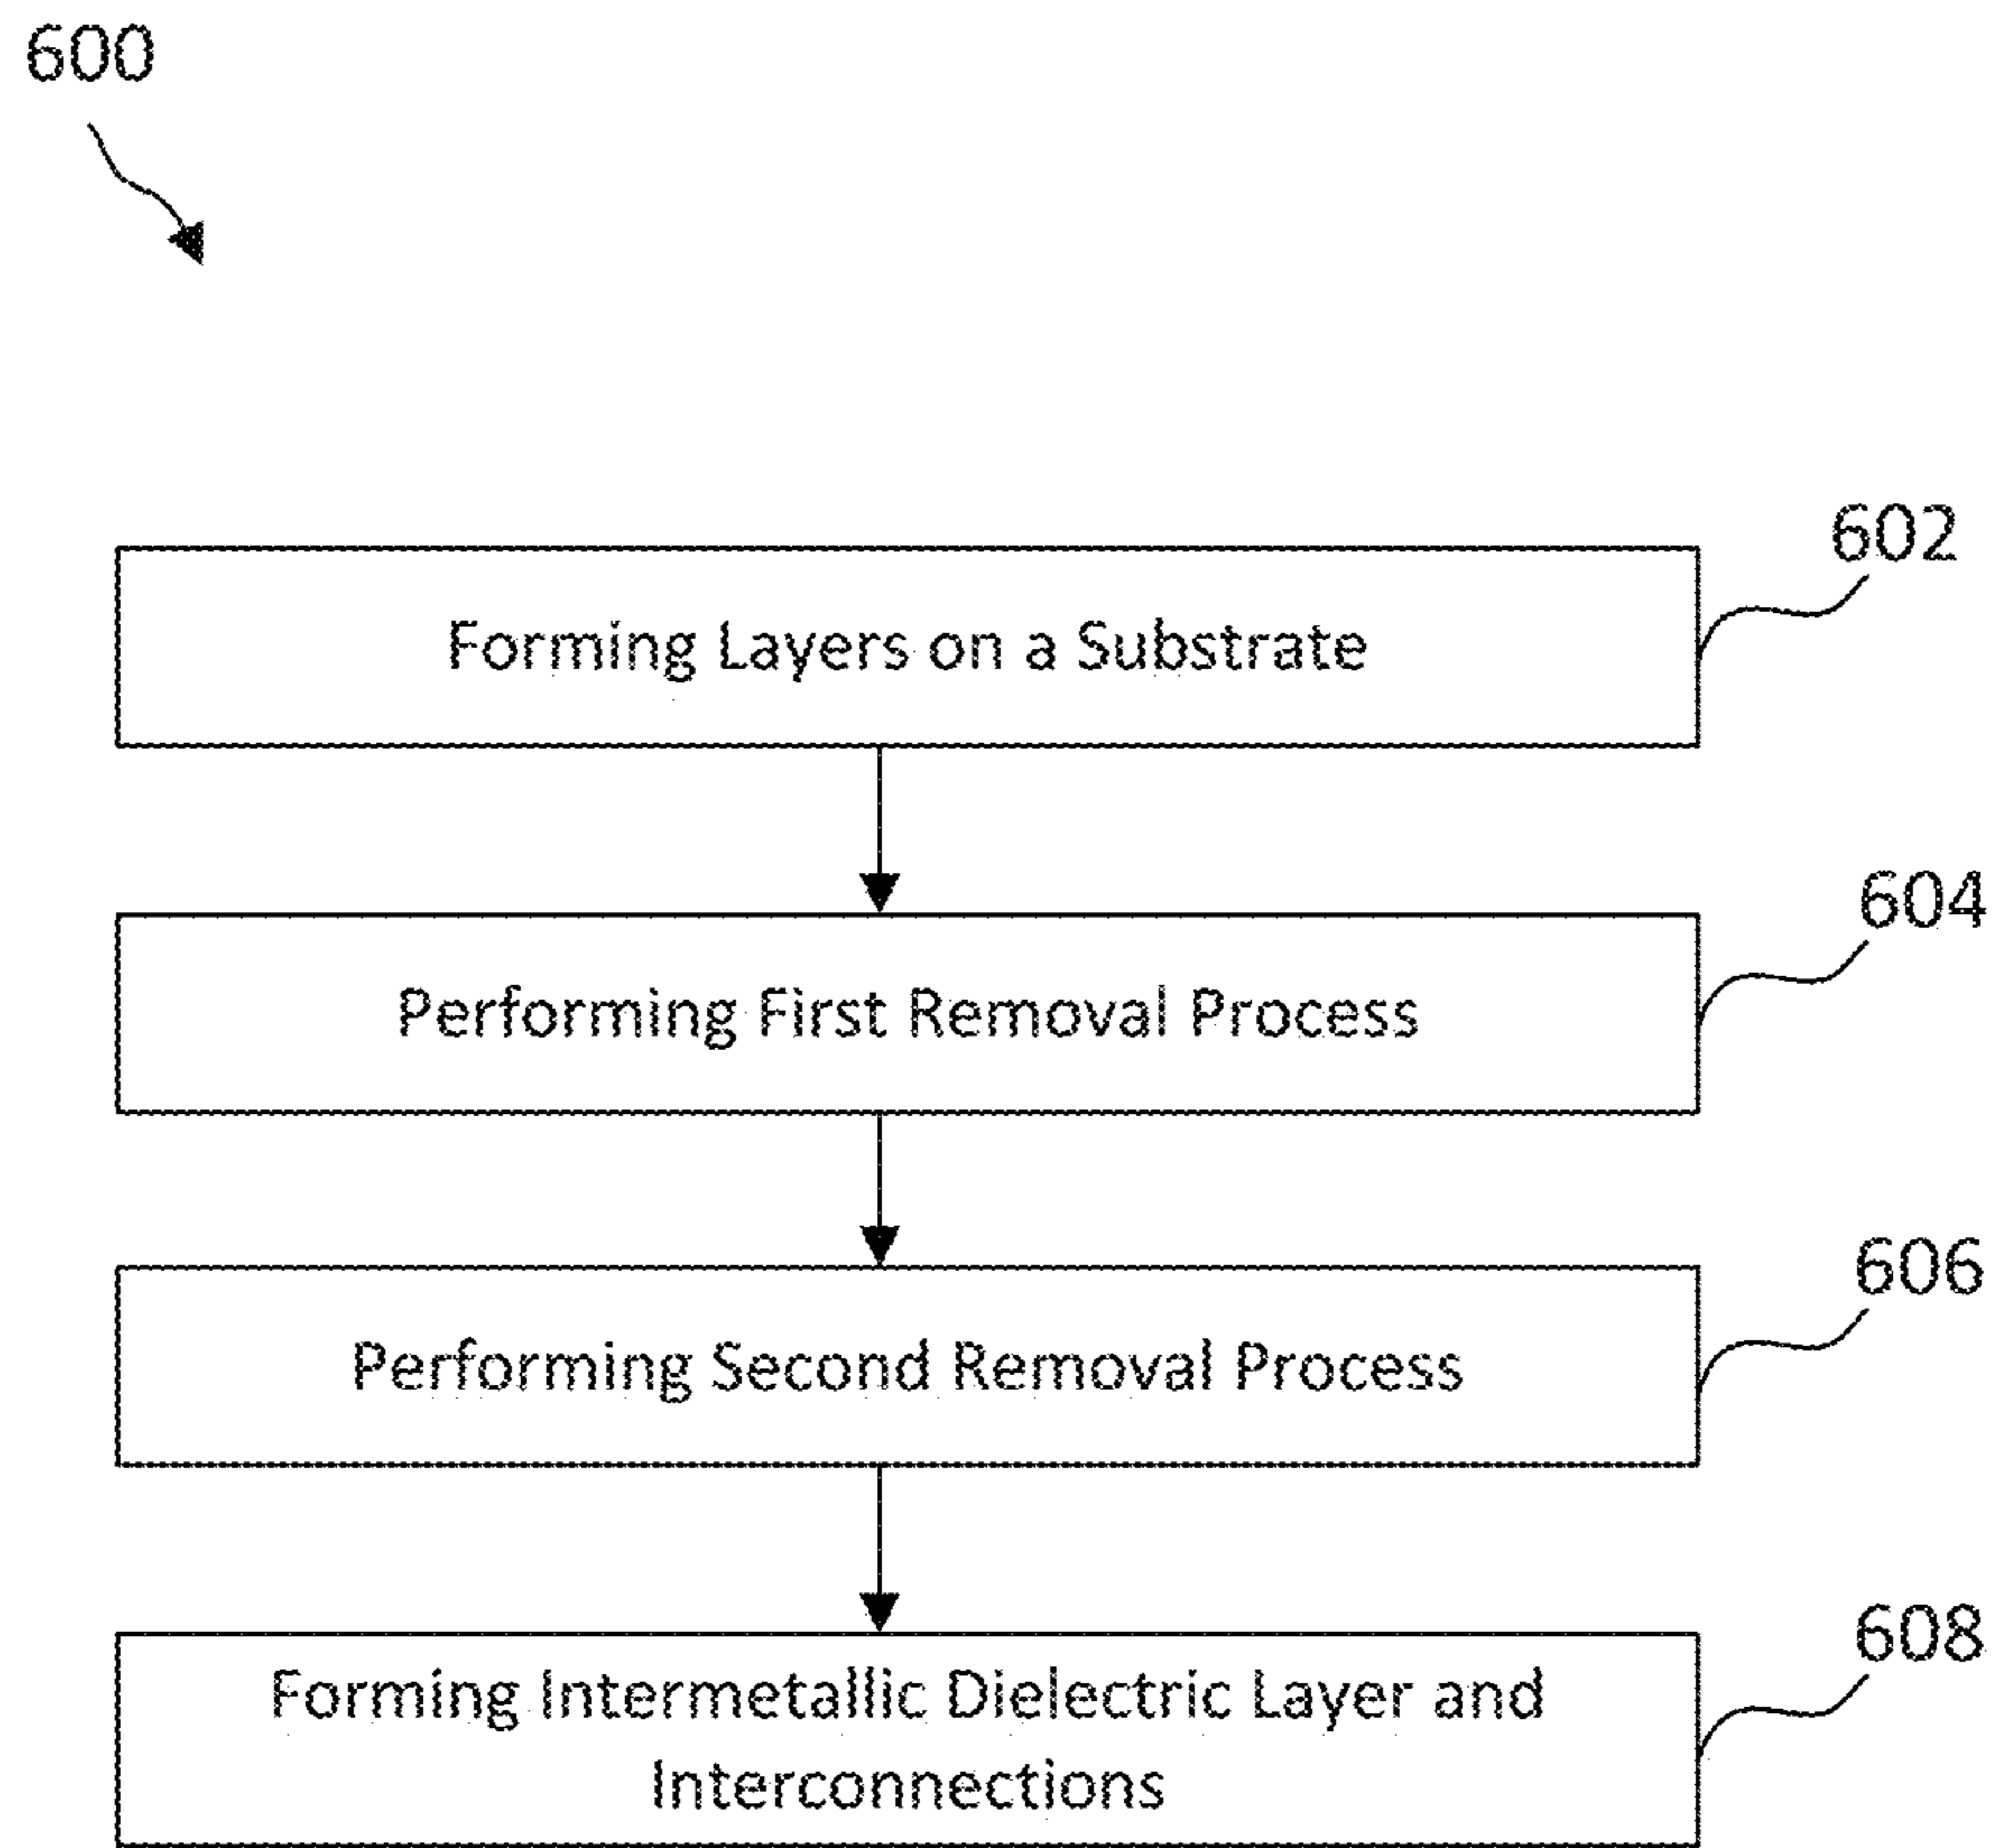 600
602
Forming Layers on a Substrate
604
Performing First Removal Process
606
Performing Second Removal Process
608
Forming Intermetallic Dielectric Layer and
Interconnections